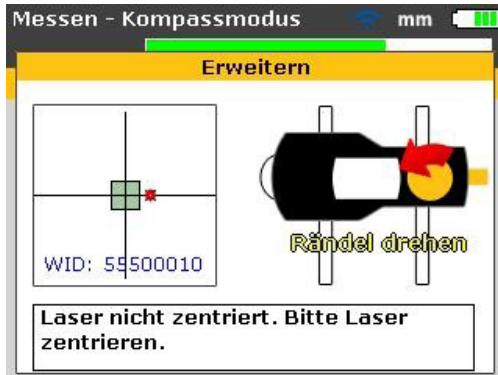 Messen - Kompassmodus mm
Erweitern
WID: 55500010
Rändel drehen
Laser nicht zentriert. Bitte Laser
zentrieren.